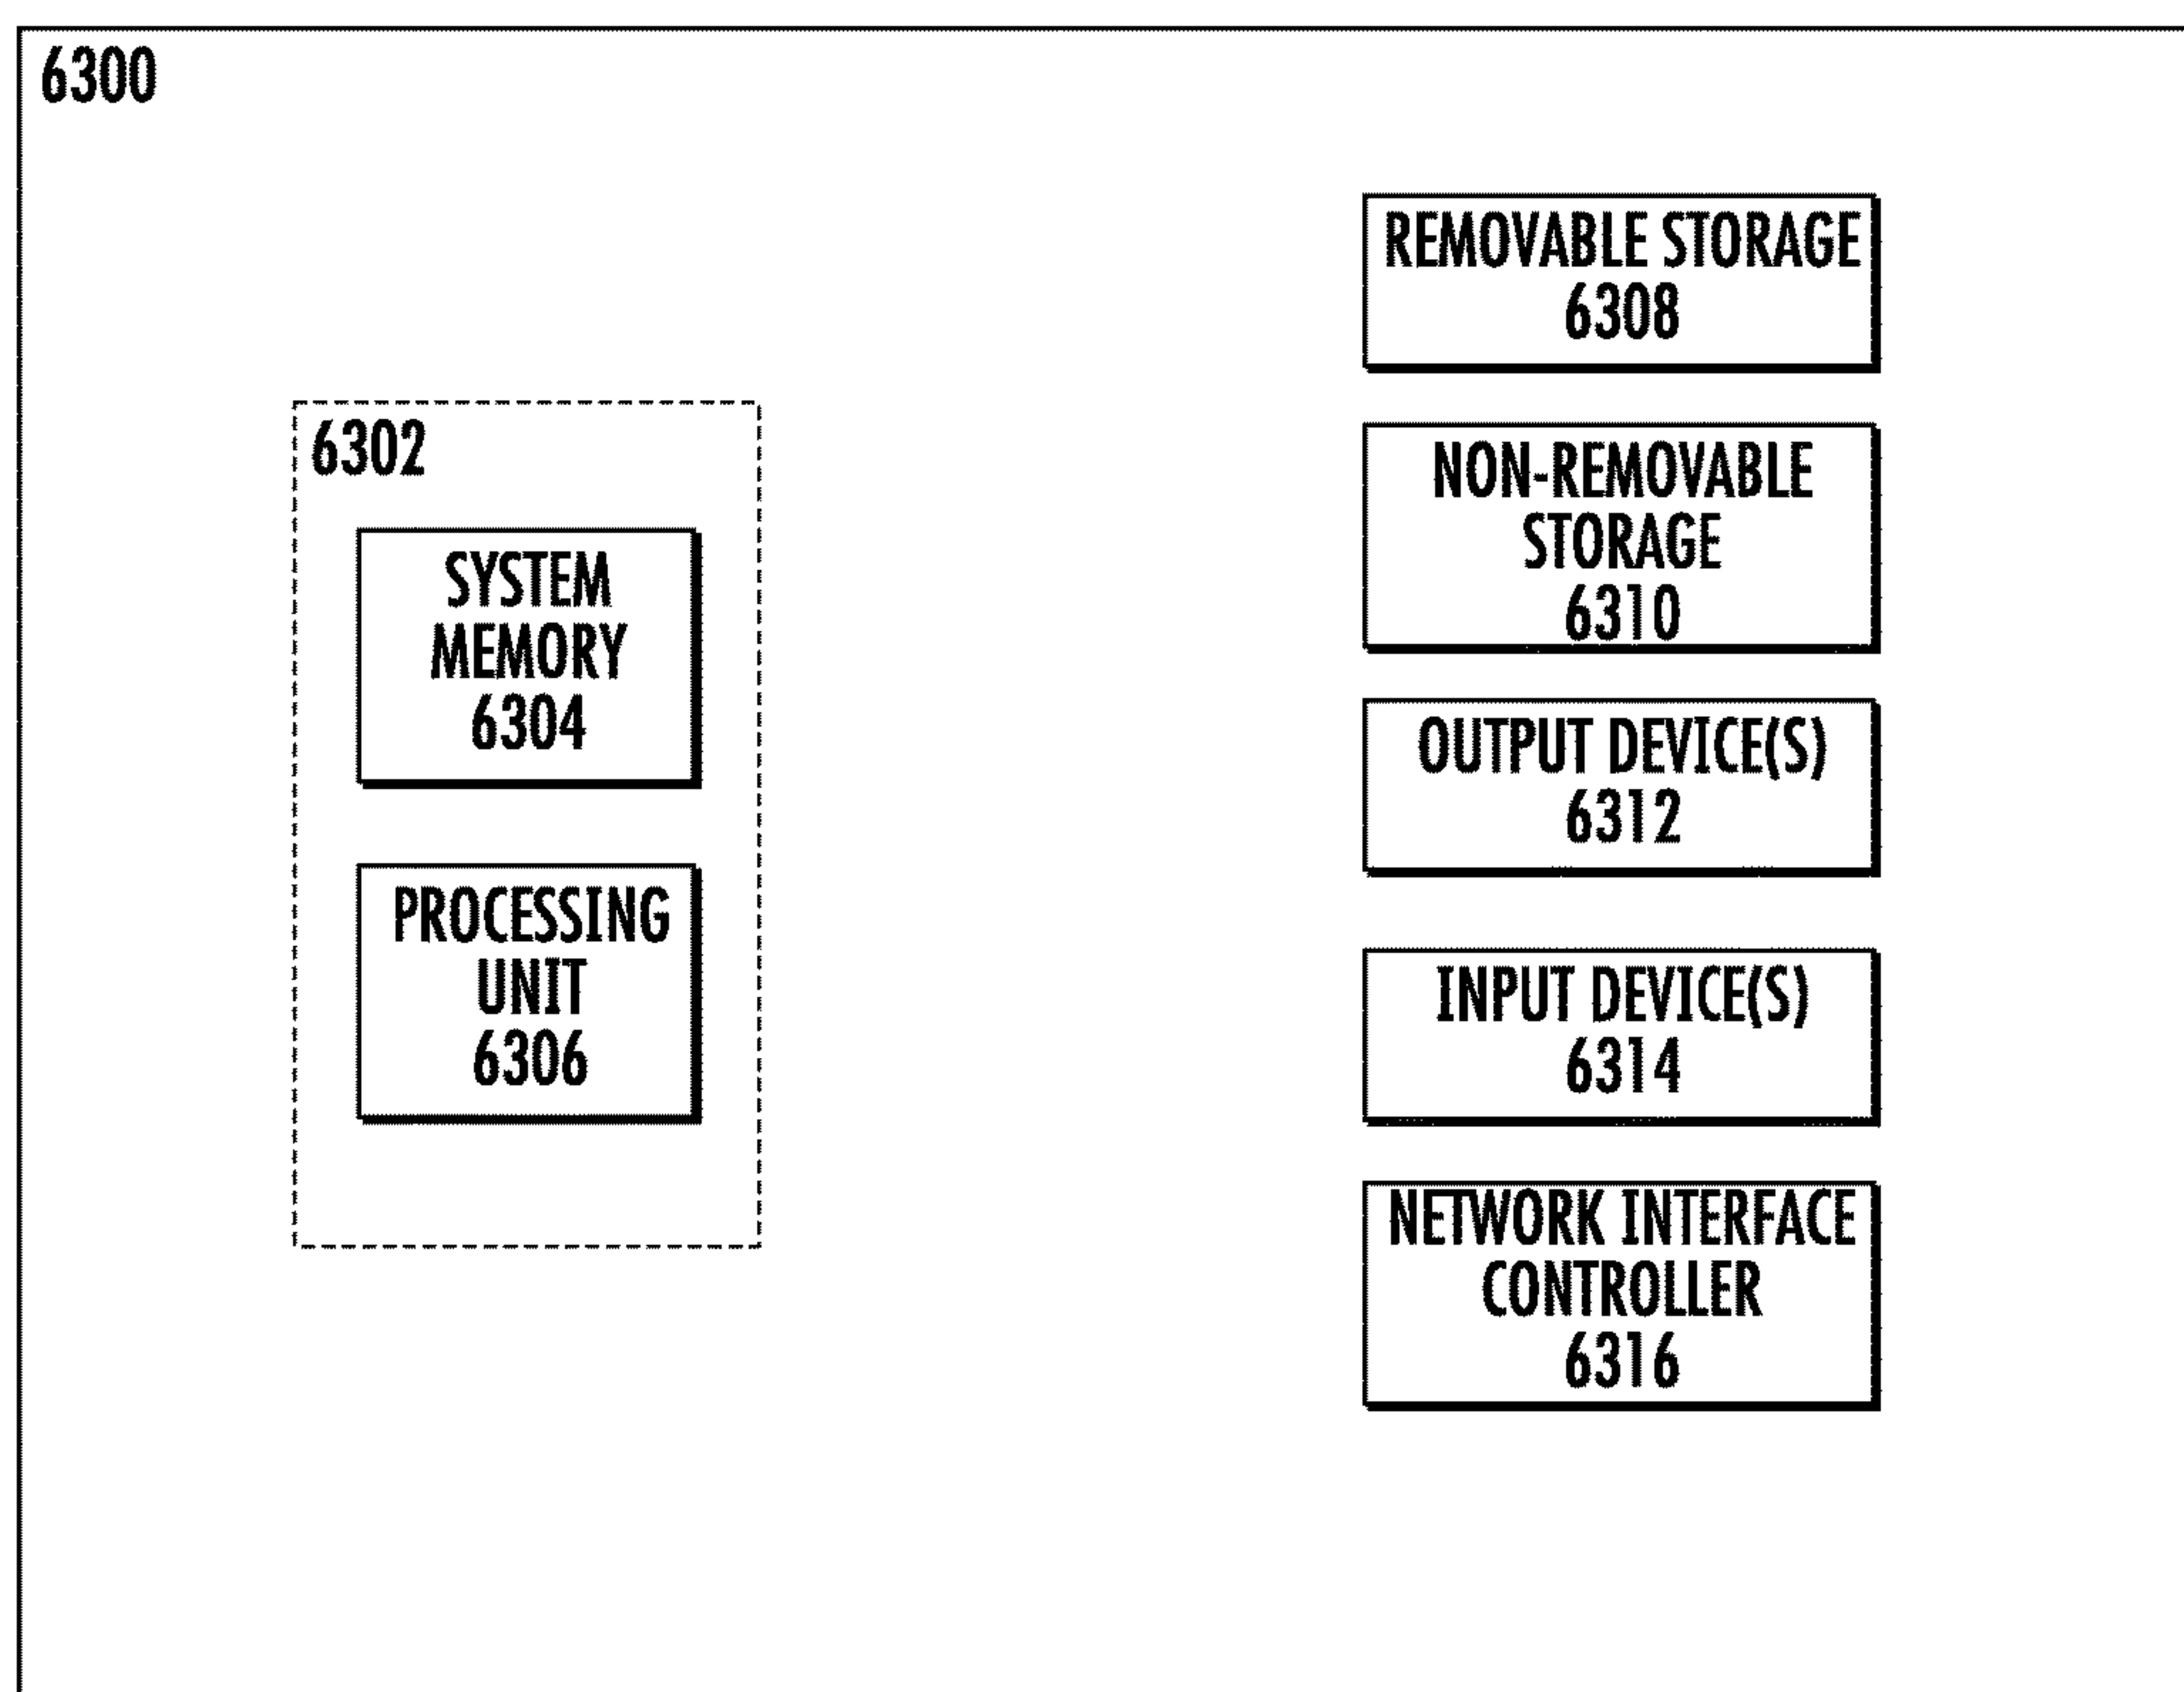 6300
6302
SYSTEM
MEMORY
6304
PROCESSING
UNIT
6306
REMOVABLE STORAGE
6308
NON-REMOVABLE
STORAGE
6310
OUTPUT DEVICE(S)
6312
INPUT DEVICE(S)
6314
NETWORK INTERFACE
CONTROLLER
6316